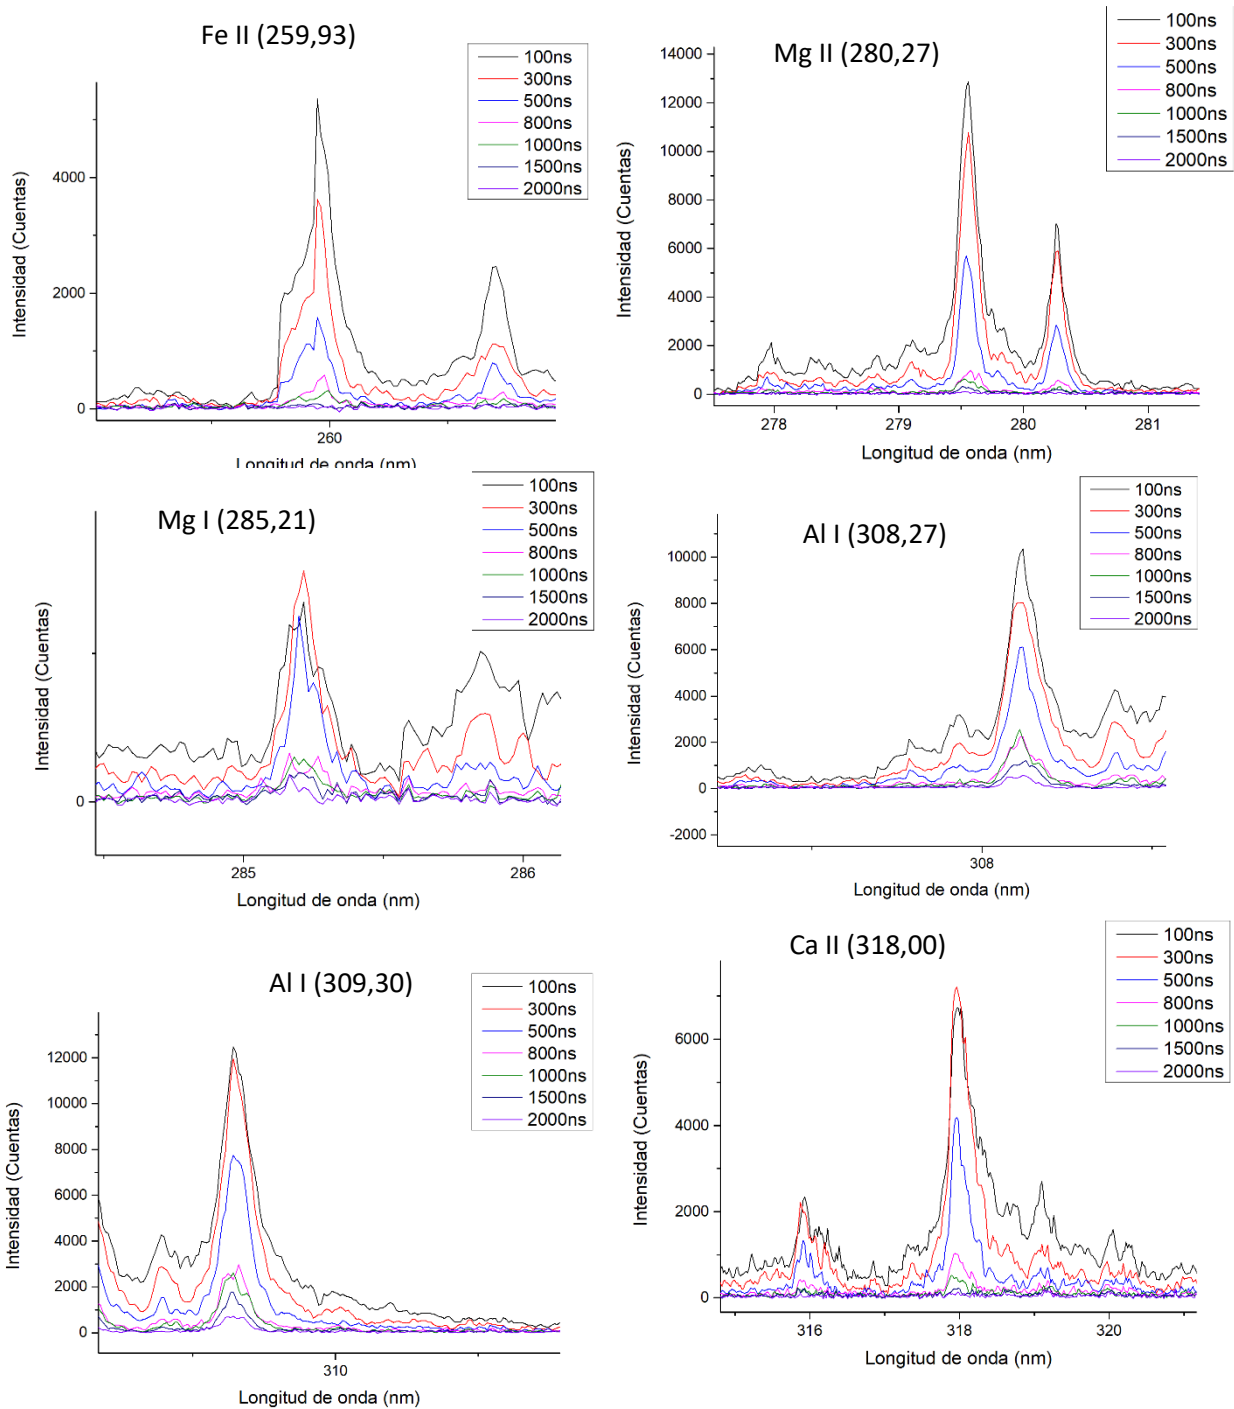 Fe II (259,93)
100ns
300ns
500ns
800ns
1000ns
1500ns
2000ns
4000
2000
0
260
Intensidad (Cuentas)
Longitud de onda (nm)
Mg II (280,27)
100ns
300ns
500ns
800ns
1000ns
1500ns
2000ns
14000
12000
10000
8000
6000
4000
2000
0
278
279
280
281
Intensidad (Cuentas)
Longitud de onda (nm)
Mg I (285,21)
100ns
300ns
500ns
800ns
1000ns
1500ns
2000ns
0
285
286
Intensidad (Cuentas)
Longitud de onda (nm)
Al I (308,27)
100ns
300ns
500ns
800ns
1000ns
1500ns
2000ns
10000
8000
6000
4000
2000
0
-2000
308
Intensidad (Cuentas)
Longitud de onda (nm)
Al I (309,30)
100ns
300ns
500ns
800ns
1000ns
1500ns
2000ns
12000
10000
8000
6000
4000
2000
0
310
Intensidad (Cuentas)
Longitud de onda (nm)
Ca II (318,00)
100ns
300ns
500ns
800ns
1000ns
1500ns
2000ns
6000
4000
2000
0
316
318
320
Intensidad (Cuentas)
Longitud de onda (nm)